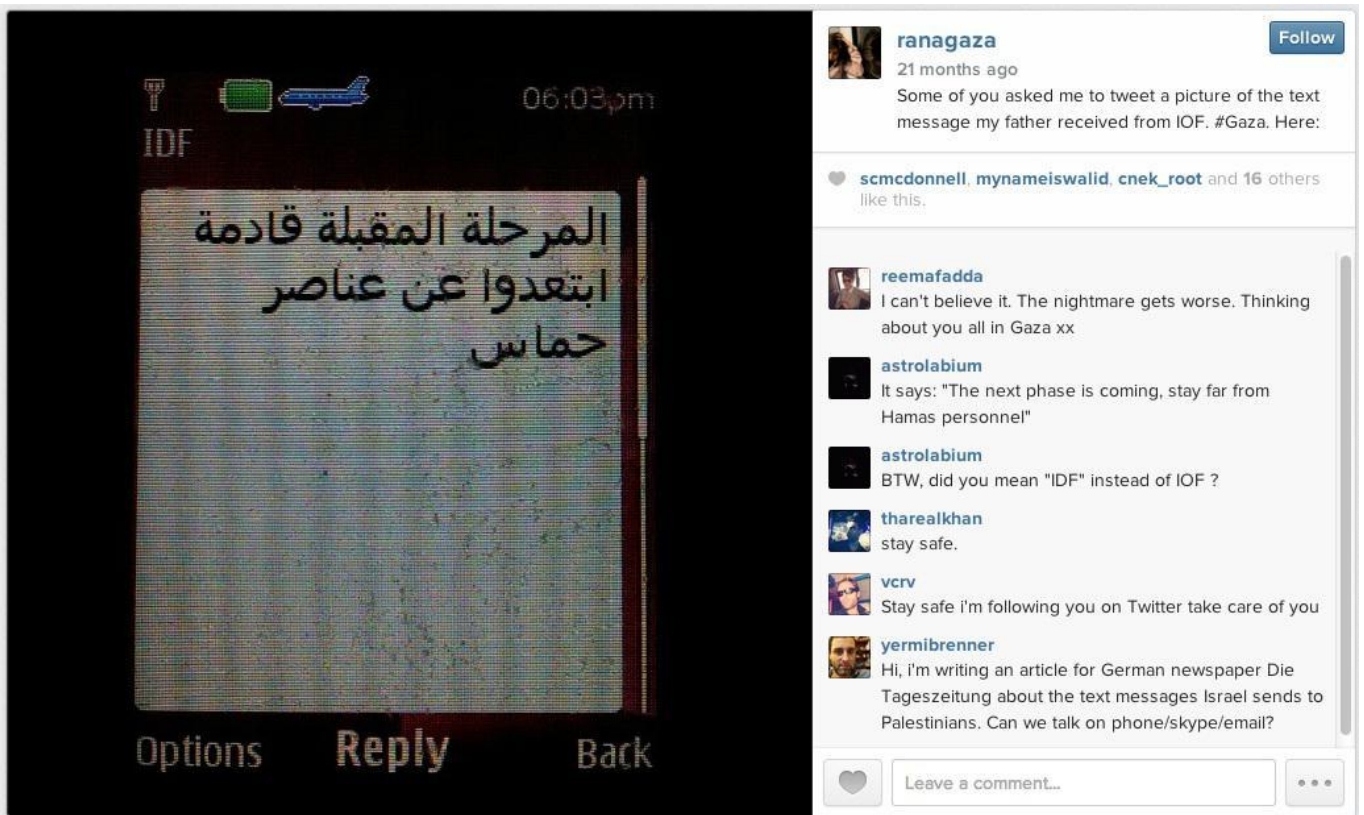 06:03pm
IDF
المرحلة المقبلة قادمة
ابتعدوا عن عناصر
حماس
Options Reply Back
ranagaza
Follow
21 months ago
Some of you asked me to tweet a picture of the text
message my father received from IOF. #Gaza. Here:
scmcdonnell, mynameiswalid, cnek_root and 16 others
like this.
reemafadda
I can't believe it. The nightmare gets worse. Thinking
about you all in Gaza xx
astrolabium
It says: "The next phase is coming, stay far from
Hamas personnel"
astrolabium
BTW, did you mean "IDF" instead of IOF ?
tharealkhan
stay safe.
vcrv
Stay safe i'm following you on Twitter take care of you
yermibrenner
Hi, i'm writing an article for German newspaper Die
Tageszeitung about the text messages Israel sends to
Palestinians. Can we talk on phone/skype/email?
Leave a comment...